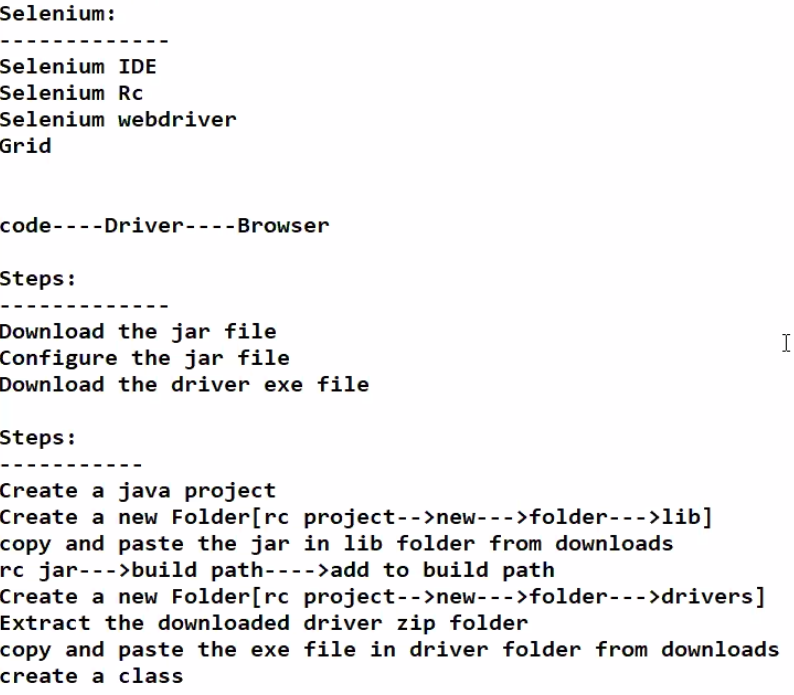 Selenium:
-------------
Selenium IDE
Selenium Rc
Selenium webdriver
Grid
code----Driver----Browser
Steps:
-------------
Download the jar file
Configure the jar file
Download the driver exe file
Steps:
-----------
Create a java project
Create a new Folder[rc project-->new--->folder--->lib]
copy and paste the jar in lib folder from downloads
rc jar--->build path---->add to build path
Create a new Folder[rc project-->new--->folder--->drivers]
Extract the downloaded driver zip folder
copy and paste the exe file in driver folder from downloads
create a class